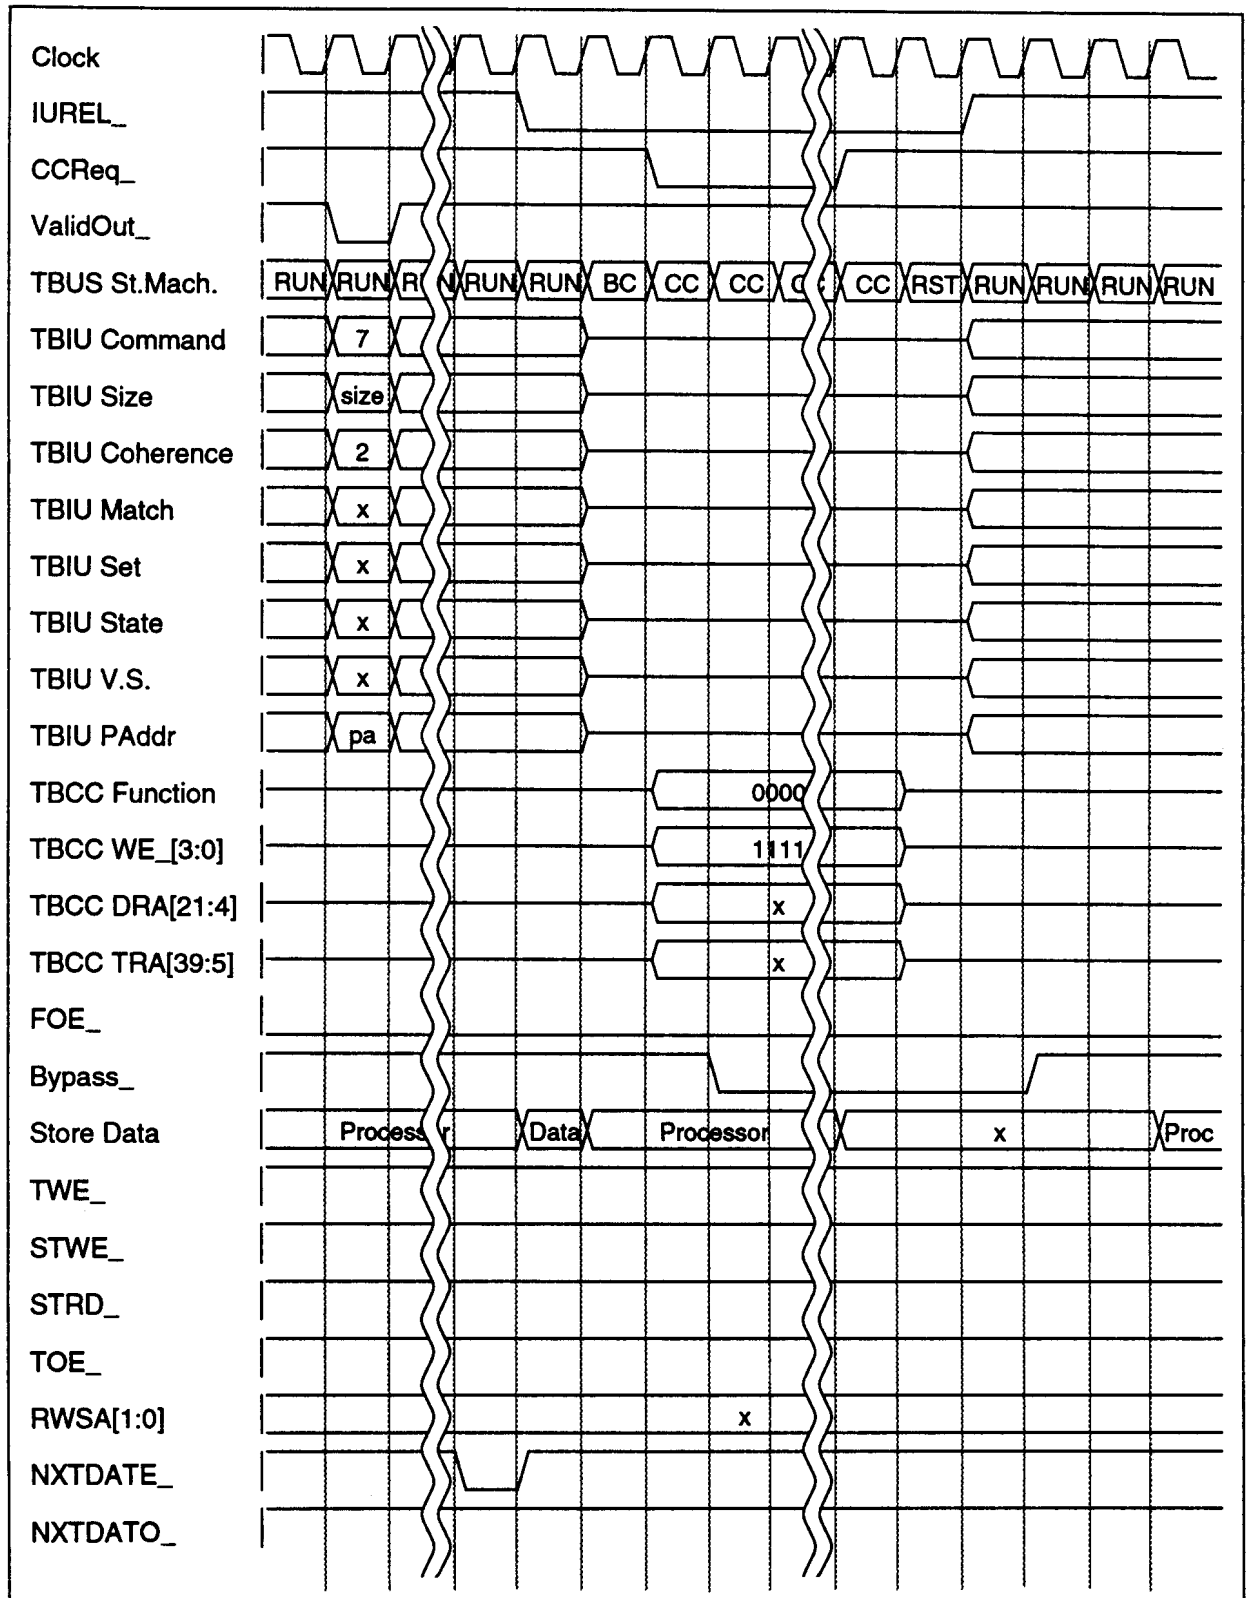 Clock
IUREL_
CCReq_
ValidOut_
TBUS St.Mach. RUN RUN RUN RUN RUN BC CC CC CC CC RST RUN RUN RUN RUN
TBIU Command 7
TBIU Size size
TBIU Coherence 2
TBIU Match x
TBIU Set x
TBIU State x
TBIU V.S. x
TBIU PAddr pa
TBCC Function 0000
TBCC WE_[3:0] 1111
TBCC DRA[21:4] x
TBCC TRA[39:5] x
FOE_
Bypass_
Store Data Processor Data Processor x Proc
TWE_
STWE_
STRD_
TOE_
RWSA[1:0] x
NXTDATE_
NXTDATO_